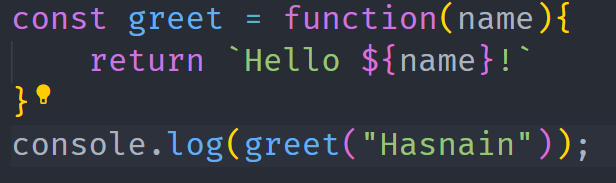 const greet = function(name){
    return `Hello ${name}!`
}
console.log(greet("Hasnain"));